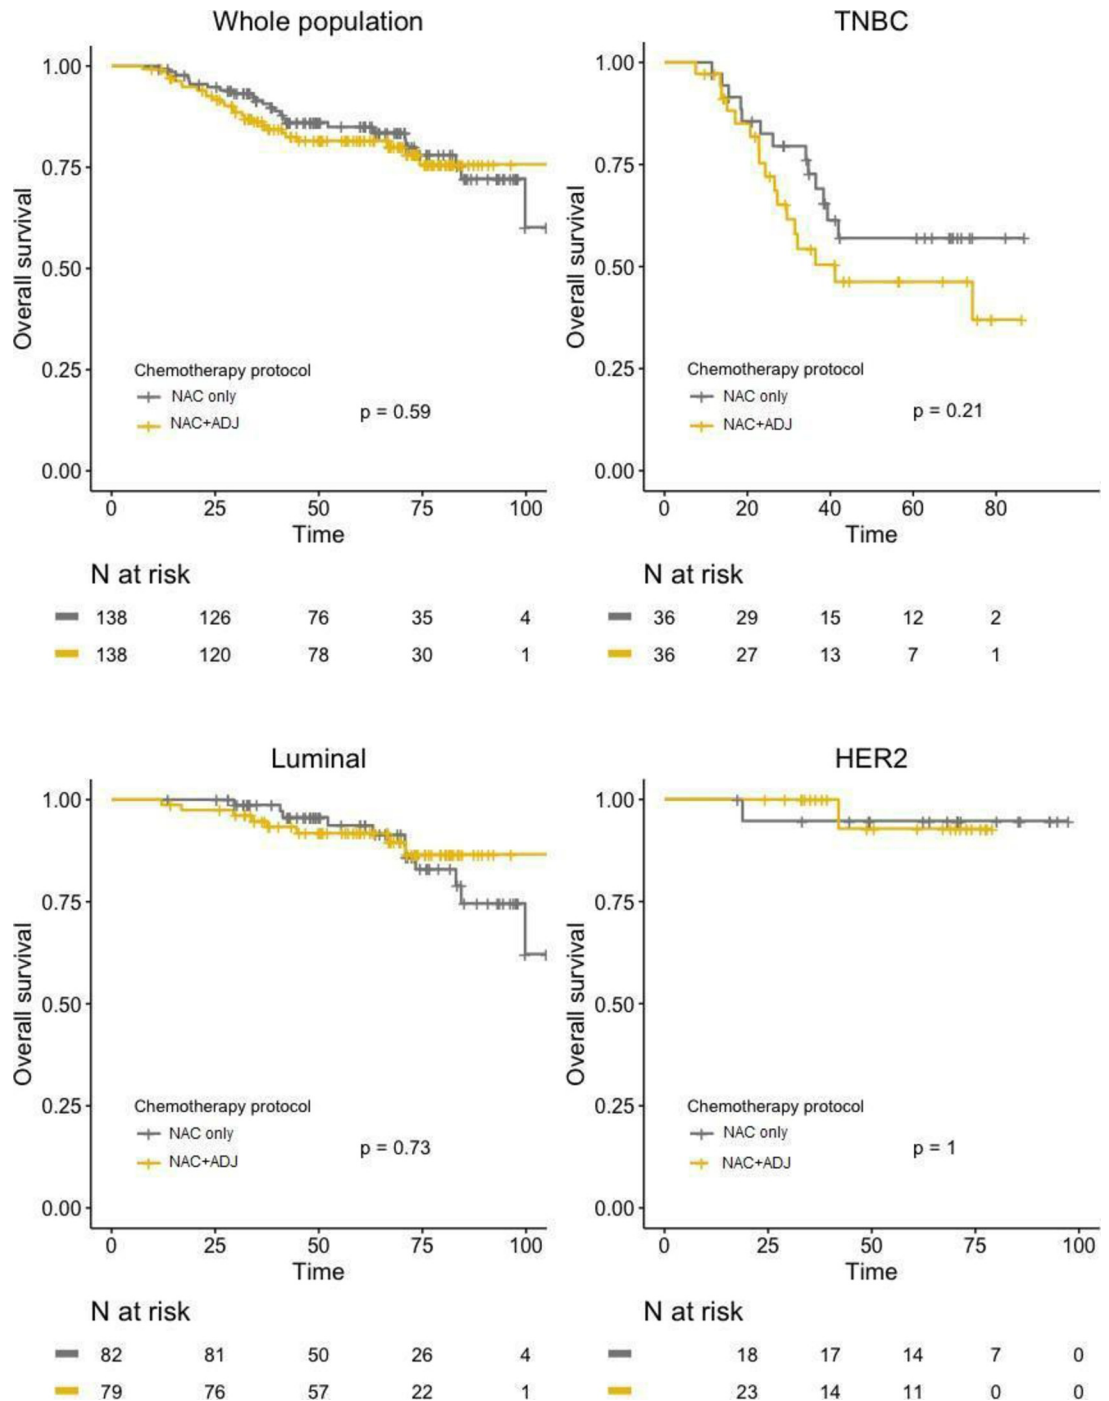 Whole population
1.00
0.75
0.50
0.25
0.00
Overall survival
Chemotherapy protocol
NAC only
NAC+ADJ
p = 0.59
0 25 50 75 100
Time
N at risk
138 126 76 35 4
138 120 78 30 1
TNBC
1.00
0.75
0.50
0.25
0.00
Overall survival
Chemotherapy protocol
NAC only
NAC+ADJ
p = 0.21
0 20 40 60 80
Time
N at risk
36 29 15 12 2
36 27 13 7 1
Luminal
1.00
0.75
0.50
0.25
0.00
Overall survival
Chemotherapy protocol
NAC only
NAC+ADJ
p = 0.73
0 25 50 75 100
Time
N at risk
82 81 50 26 4
79 76 57 22 1
HER2
1.00
0.75
0.50
0.25
0.00
Overall survival
Chemotherapy protocol
NAC only
NAC+ADJ
p = 1
0 25 50 75 100
Time
N at risk
18 17 14 7 0
23 14 11 0 0